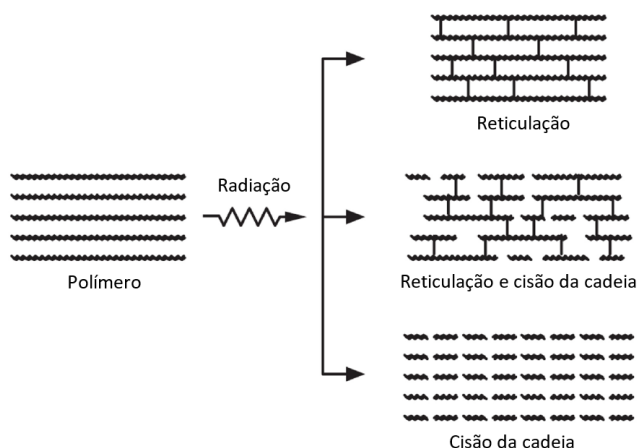 Reticulação
Radiação
Polímero
Reticulação e cisão da cadeia
Cisão da cadeia